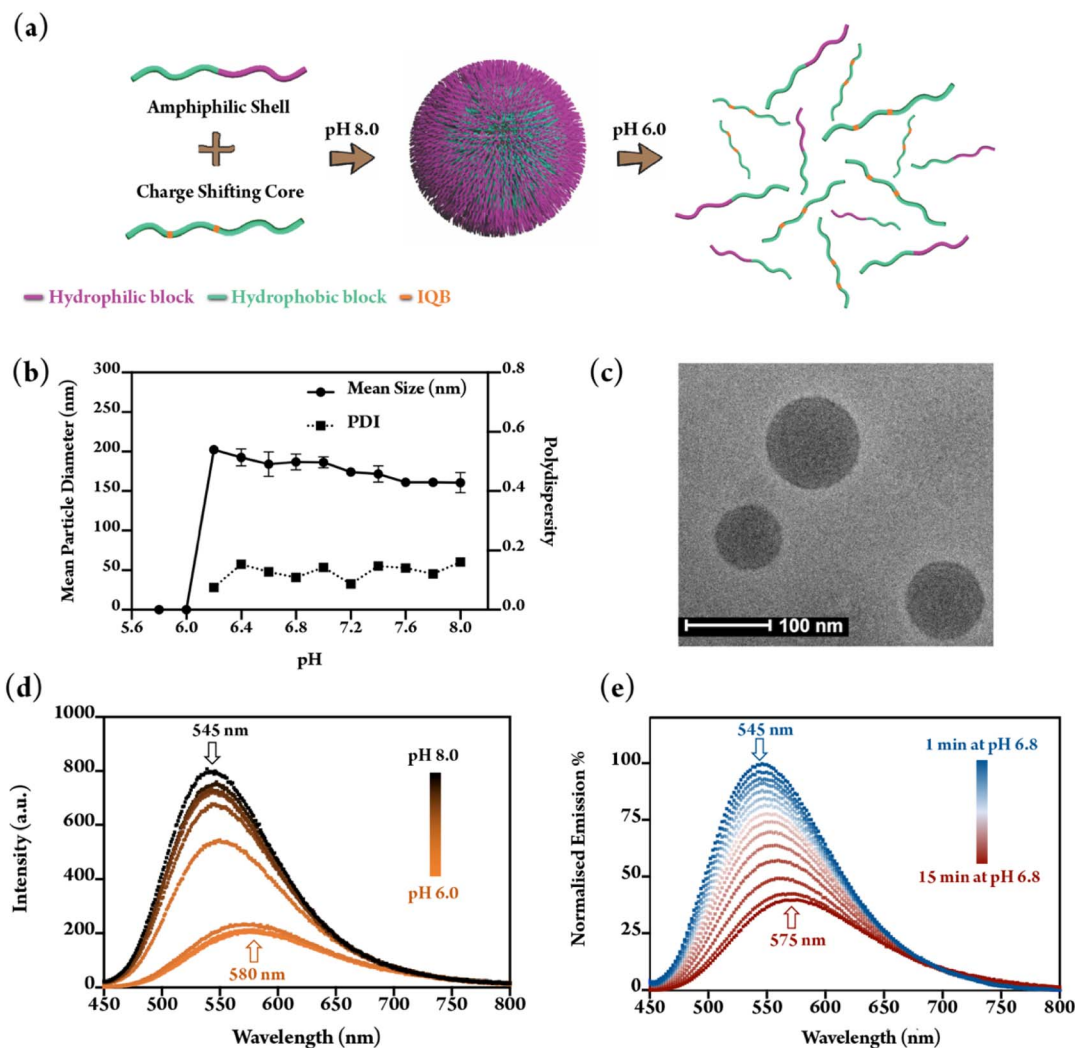 (a)
Amphiphilic Shell
Charge Shifting Core
pH 8.0
pH 6.0
Hydrophilic block
Hydrophobic block
IQB
(b)
Mean Particle Diameter (nm)
300
250
200
150
100
50
0
Mean Size (nm)
PDI
0.8
0.6
0.4
0.2
0.0
Polydispersity
5.6 6.0 6.4 6.8 7.2 7.6 8.0
pH
(c)
100 nm
(d)
Intensity (a.u.)
1000
800
600
400
200
0
545 nm
pH 8.0
pH 6.0
580 nm
450 500 550 600 650 700 750 800
Wavelength (nm)
(e)
Normalised Emission %
100
75
50
25
0
545 nm
1 min at pH 6.8
15 min at pH 6.8
575 nm
450 500 550 600 650 700 750 800
Wavelength (nm)